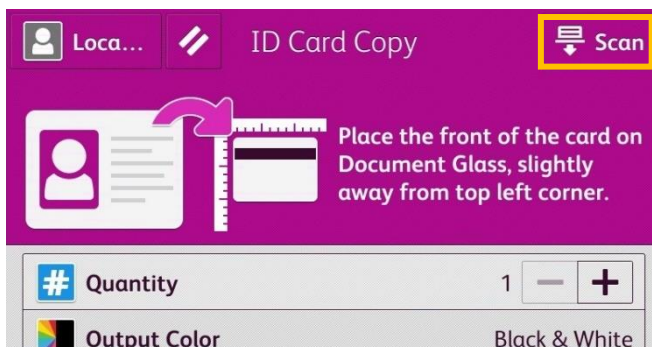 Loca... ID Card Copy Scan
Place the front of the card on
Document Glass, slightly
away from top left corner.
# Quantity 1 — +
Output Color Black & White